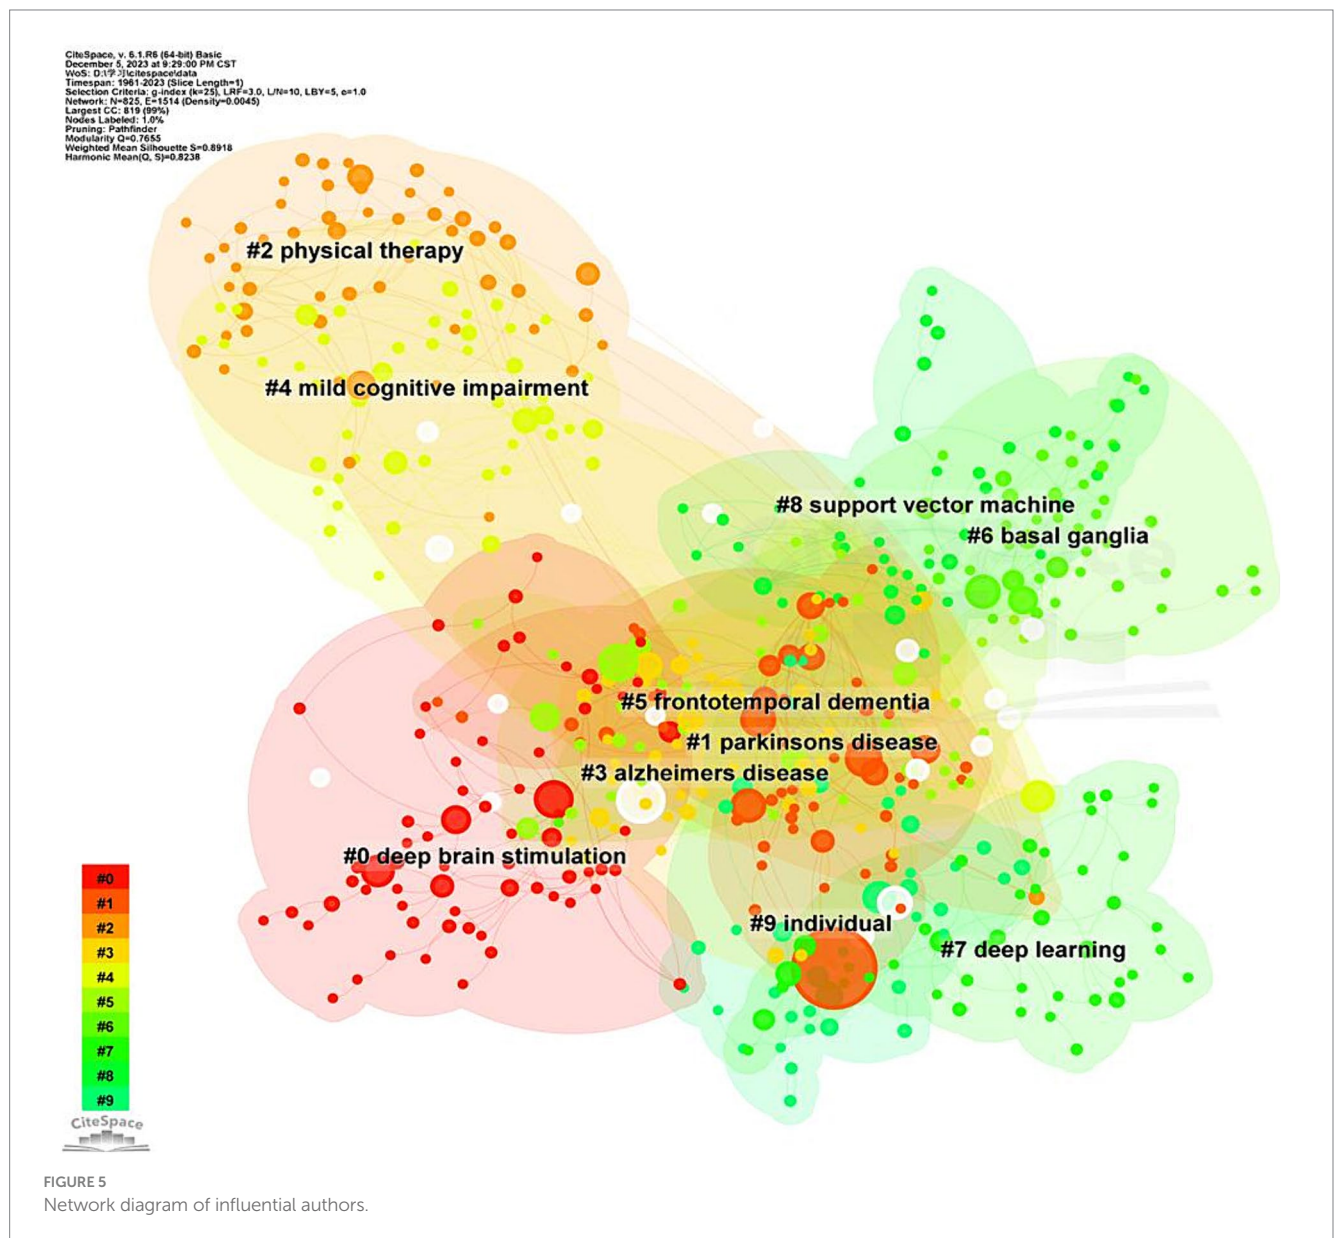 CiteSpace, v. 6.1.R6 (64-bit) Basic
December 5, 2023 at 9:29:00 PM CST
WoS: D:\学习\citespace\data
Timespan: 1961-2023 (Slice Length=1)
Selection Criteria: g-index (k=25), LRF=3.0, L/N=10, LBY=5, e=1.0
Network: N=825, E=1514 (Density=0.0045)
Largest CC: 819 (99%)
Nodes Labeled: 1.0%
Pruning: Pathfinder
Modularity Q=0.7655
Weighted Mean Silhouette S=0.8918
Harmonic Mean(Q, S)=0.8238
#2 physical therapy
#4 mild cognitive impairment
#8 support vector machine
#6 basal ganglia
#5 frontotemporal dementia
#1 parkinsons disease
#3 alzheimers disease
#0 deep brain stimulation
#9 individual
#7 deep learning
#0
#1
#2
#3
#4
#5
#6
#7
#8
#9
CiteSpace
FIGURE 5
Network diagram of influential authors.